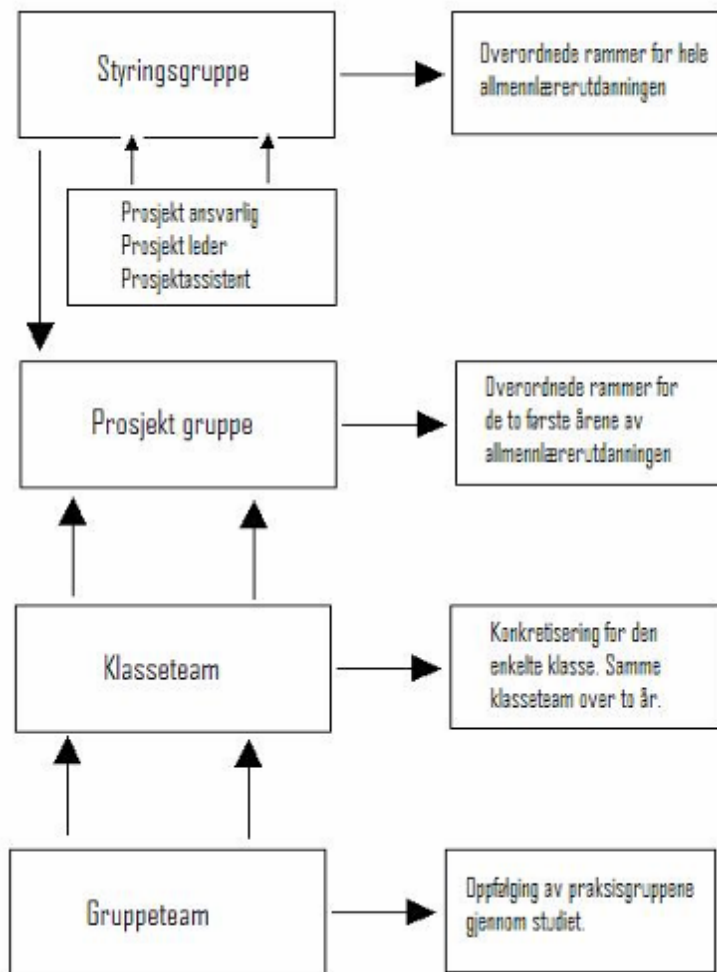 Styringsgruppe
Overordnede rammer for hele
allmennlærerutdanningen
Prosjekt ansvarlig
Prosjekt leder
Prosjektassistent
Prosjekt gruppe
Overordnede rammer for
de to første årene av
allmennlærerutdanningen
Klasseteam
Konkretisering for den
enkelte klasse. Samme
klasseteam over to år.
Gruppeteam
Oppfølging av praksisgruppene
gjennom studiet.